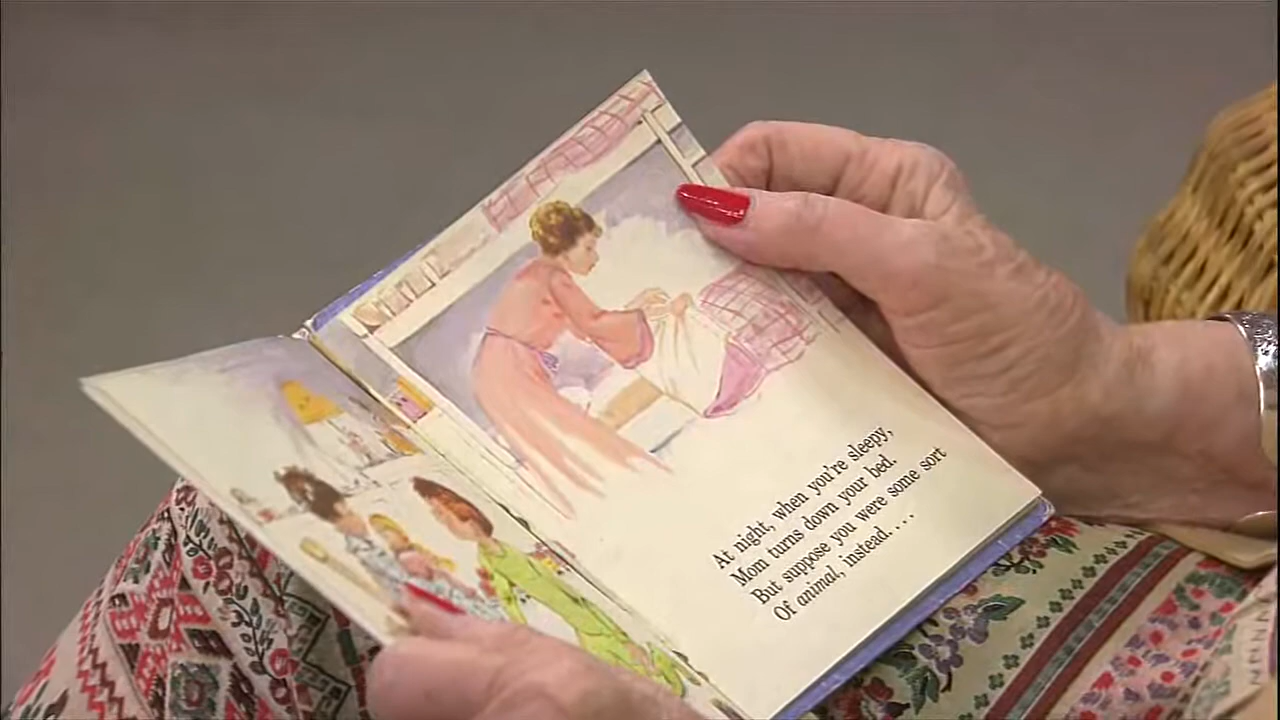 At night, when you're sleepy,
Mom turns down your bed.
But suppose you were some sort
Of animal, instead. . . .